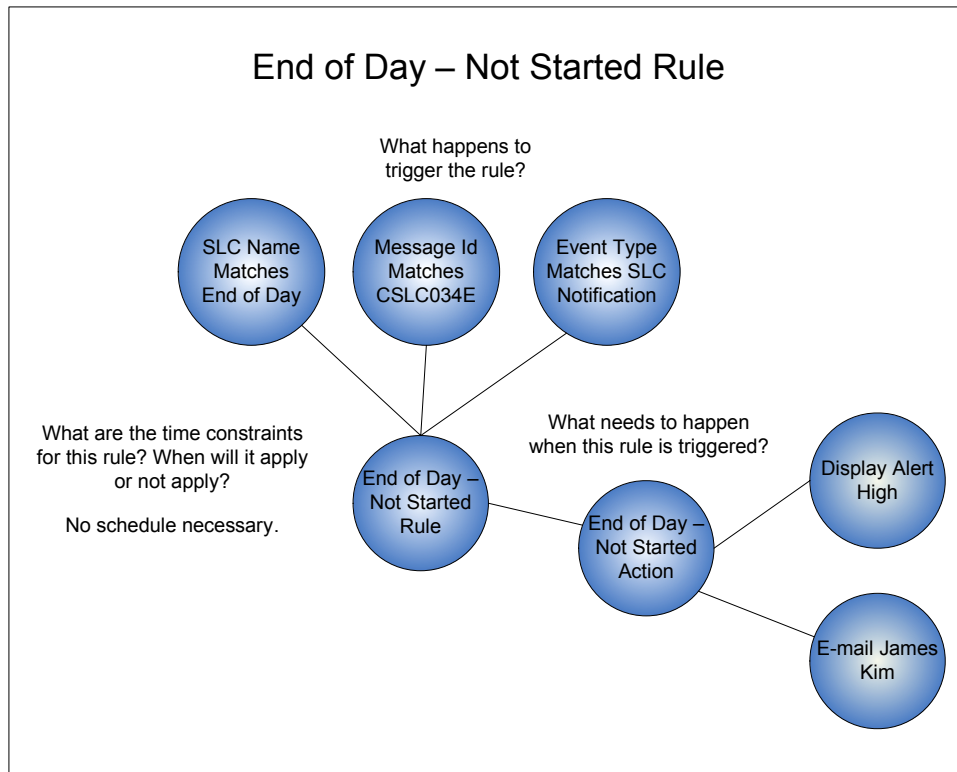 End of Day – Not Started Rule
What happens to
trigger the rule?
SLC Name
Matches
End of Day
Message Id
Matches
CSLC034E
Event Type
Matches SLC
Notification
What are the time constraints
for this rule? When will it apply
or not apply?
No schedule necessary.
End of Day –
Not Started
Rule
What needs to happen
when this rule is triggered?
End of Day –
Not Started
Action
Display Alert
High
E-mail James
Kim